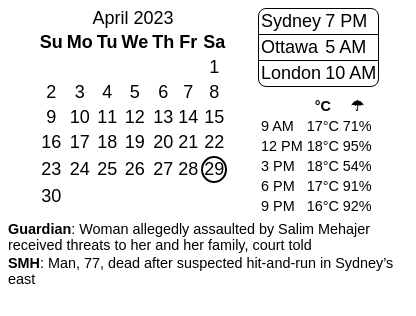 April 2023
Su Mo Tu We Th Fr Sa
1
2 3 4 5 6 7 8
9 10 11 12 13 14 15
16 17 18 19 20 21 22
23 24 25 26 27 28 29
30
Sydney 7 PM
Ottawa 5 AM
London 10 AM
°C ☂
9 AM 17°C 71%
12 PM 18°C 95%
3 PM 18°C 54%
6 PM 17°C 91%
9 PM 16°C 92%
Guardian: Woman allegedly assaulted by Salim Mehajer
received threats to her and her family, court told
SMH: Man, 77, dead after suspected hit-and-run in Sydney’s
east